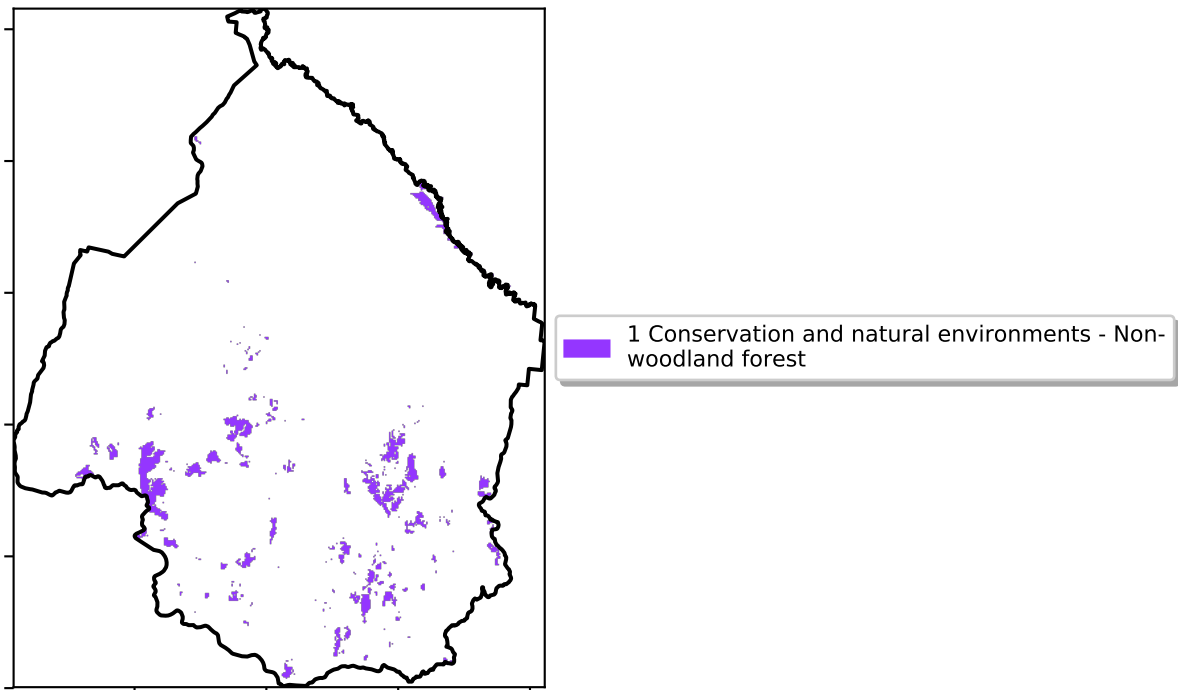 1 Conservation and natural environments - Non-
woodland forest